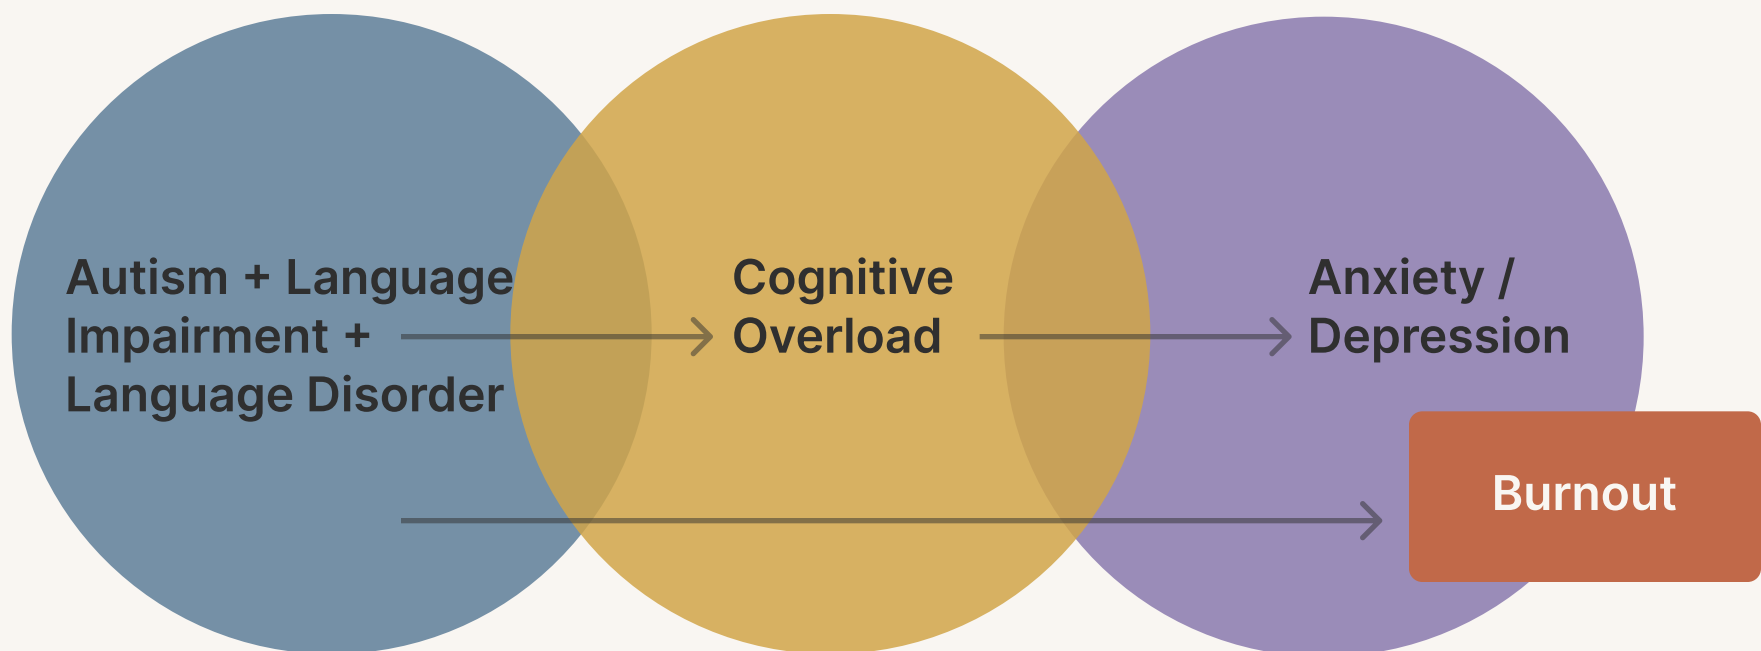 Autism + Language
Impairment +
Language Disorder
Cognitive
Overload
Anxiety /
Depression
Burnout